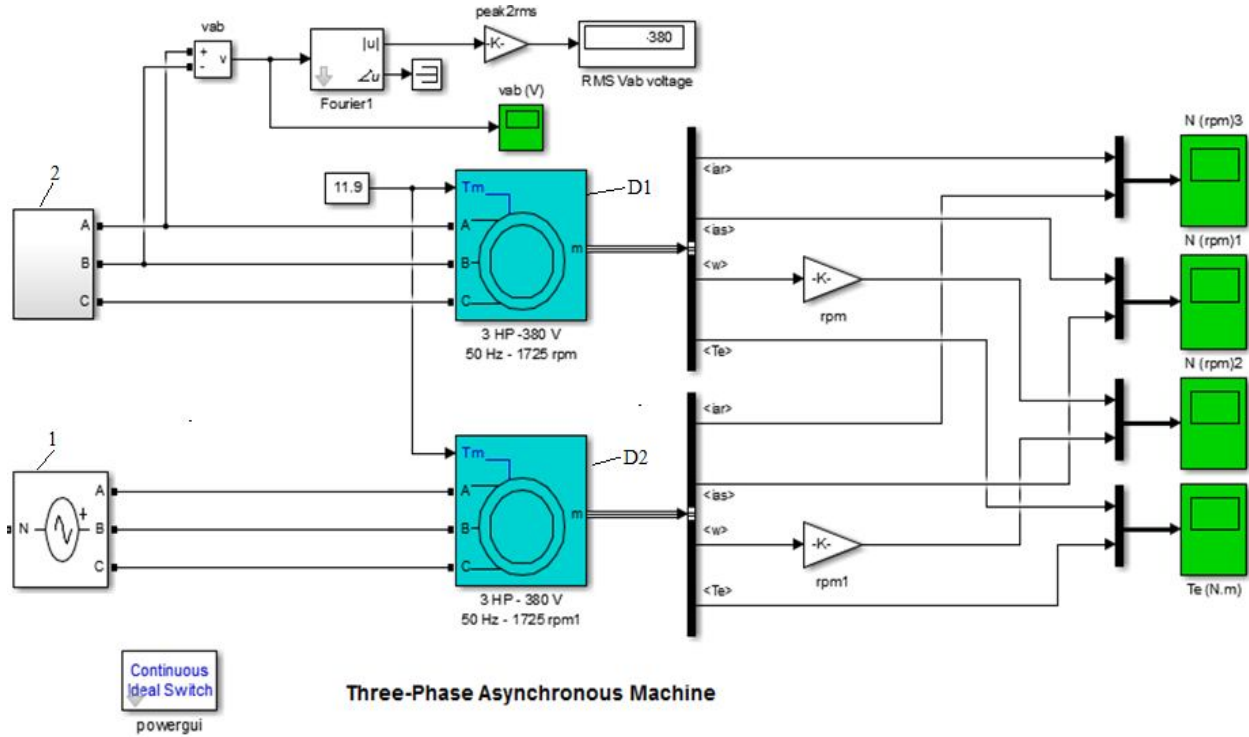 peak2rms
vab
+
-
v
|u|
∠u
Fourier1
-K-
380
RMS Vab voltage
vab (V)
2
A
B
C
11.9
Tm
A
B
C
m
D1
3 HP -380 V
50 Hz - 1725 rpm
<iar>
<ias>
<w>
<Te>
-K-
rpm
N (rpm)3
N (rpm)1
N (rpm)2
Te (N.m)
1
N
+
A
B
C
Tm
A
B
C
m
D2
3 HP - 380 V
50 Hz - 1725 rpm1
<iar>
<ias>
<w>
<Te>
-K-
rpm1
Continuous
Ideal Switch
powergui
Three-Phase Asynchronous Machine